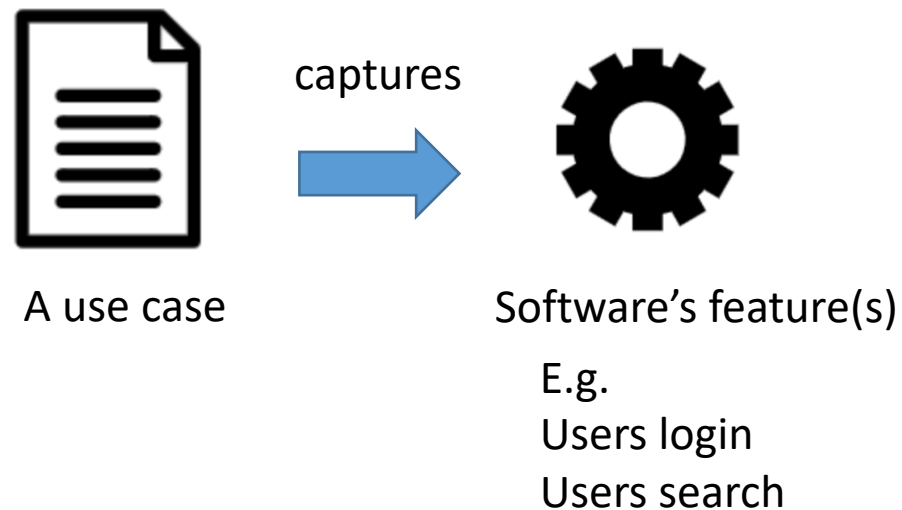 captures
A use case
Software’s feature(s)
E.g.
Users login
Users search